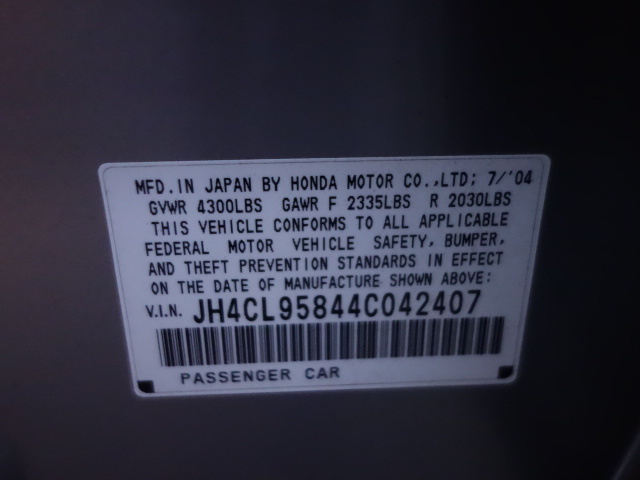 MFD. IN JAPAN BY HONDA MOTOR CO.,LTD; 7/'04
GVWR 4300LBS GAWR F 2335LBS R 2030LBS
THIS VEHICLE CONFORMS TO ALL APPLICABLE
FEDERAL MOTOR VEHICLE SAFETY, BUMPER,
AND THEFT PREVENTION STANDARDS IN EFFECT
ON THE DATE OF MANUFACTURE SHOWN ABOVE:
V.I.N. JH4CL95844C042407
PASSENGER CAR